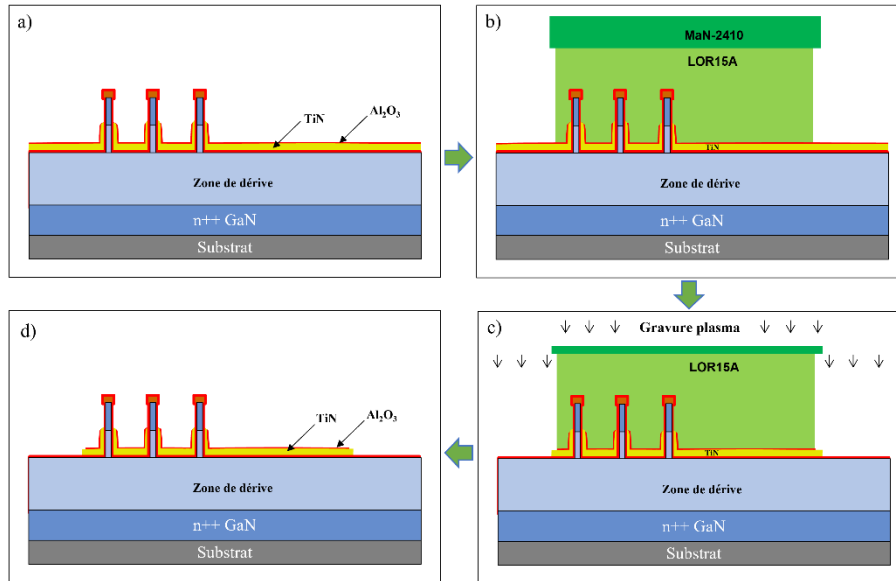 a)
TiN
Al₂O₃
Zone de dérive
n++ GaN
Substrat
b)
MaN-2410
LOR15A
TiN
Zone de dérive
n++ GaN
Substrat
c)
Gravure plasma
LOR15A
TiN
Zone de dérive
n++ GaN
Substrat
d)
TiN
Al₂O₃
Zone de dérive
n++ GaN
Substrat